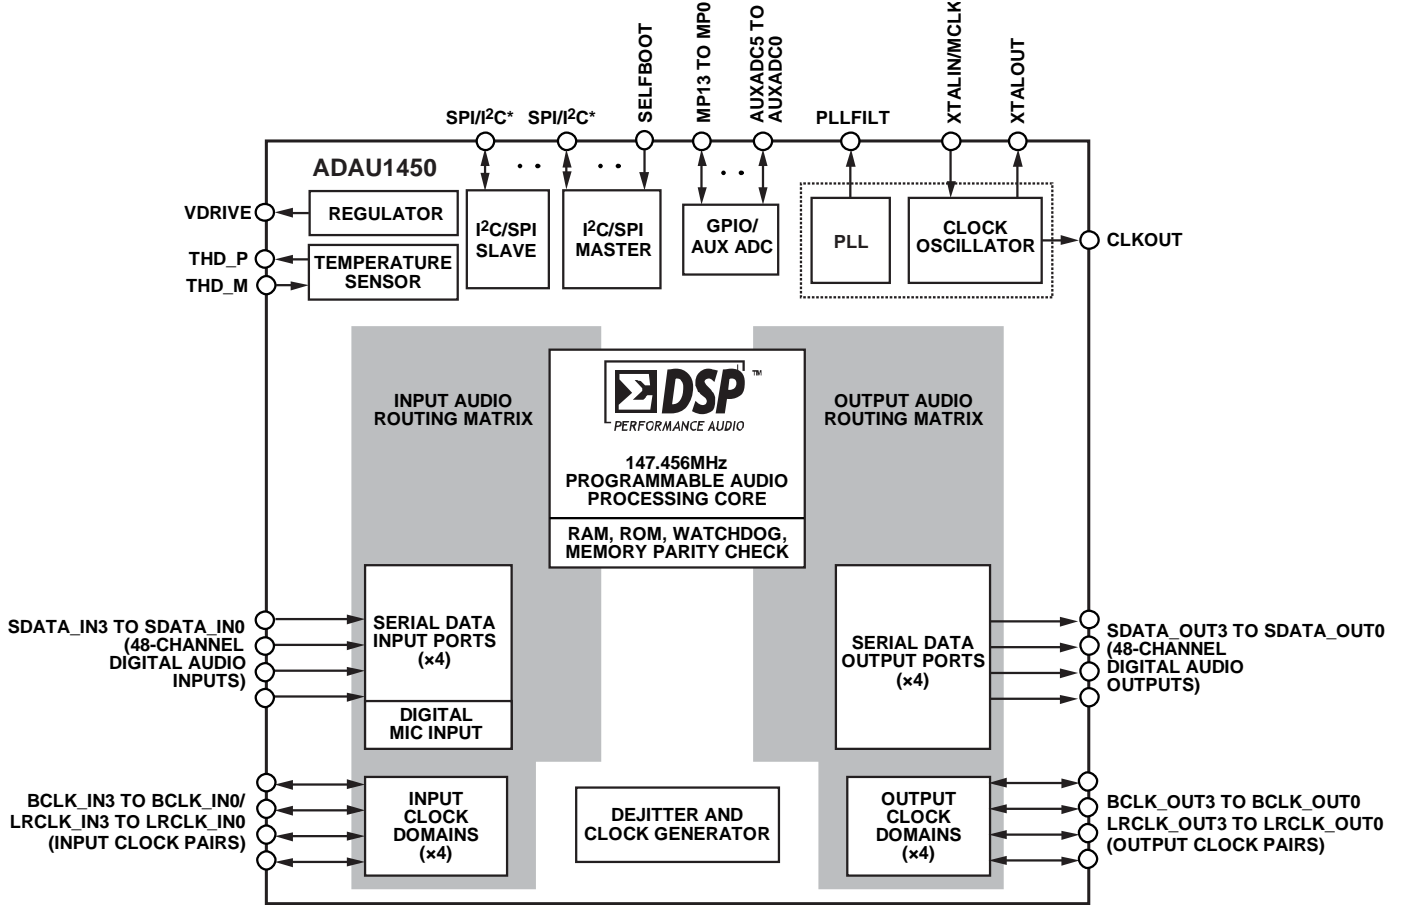 SPI/I2C*
SPI/I2C*
SELFBOOT
MP13 TO MP0
AUXADC5 TO
AUXADC0
PLLFILT
XTALIN/MCLK
XTALOUT
ADAU1450
VDRIVE
REGULATOR
THD_P
THD_M
TEMPERATURE
SENSOR
I2C/SPI
SLAVE
I2C/SPI
MASTER
GPIO/
AUX ADC
PLL
CLOCK
OSCILLATOR
CLKOUT
INPUT AUDIO
ROUTING MATRIX
ΣDSP™
PERFORMANCE AUDIO
147.456MHz
PROGRAMMABLE AUDIO
PROCESSING CORE
RAM, ROM, WATCHDOG,
MEMORY PARITY CHECK
OUTPUT AUDIO
ROUTING MATRIX
SDATA_IN3 TO SDATA_IN0
(48-CHANNEL
DIGITAL AUDIO
INPUTS)
SERIAL DATA
INPUT PORTS
(×4)
DIGITAL
MIC INPUT
SERIAL DATA
OUTPUT PORTS
(×4)
SDATA_OUT3 TO SDATA_OUT0
(48-CHANNEL
DIGITAL AUDIO
OUTPUTS)
BCLK_IN3 TO BCLK_IN0/
LRCLK_IN3 TO LRCLK_IN0
(INPUT CLOCK PAIRS)
INPUT
CLOCK
DOMAINS
(×4)
DEJITTER AND
CLOCK GENERATOR
OUTPUT
CLOCK
DOMAINS
(×4)
BCLK_OUT3 TO BCLK_OUT0
LRCLK_OUT3 TO LRCLK_OUT0
(OUTPUT CLOCK PAIRS)